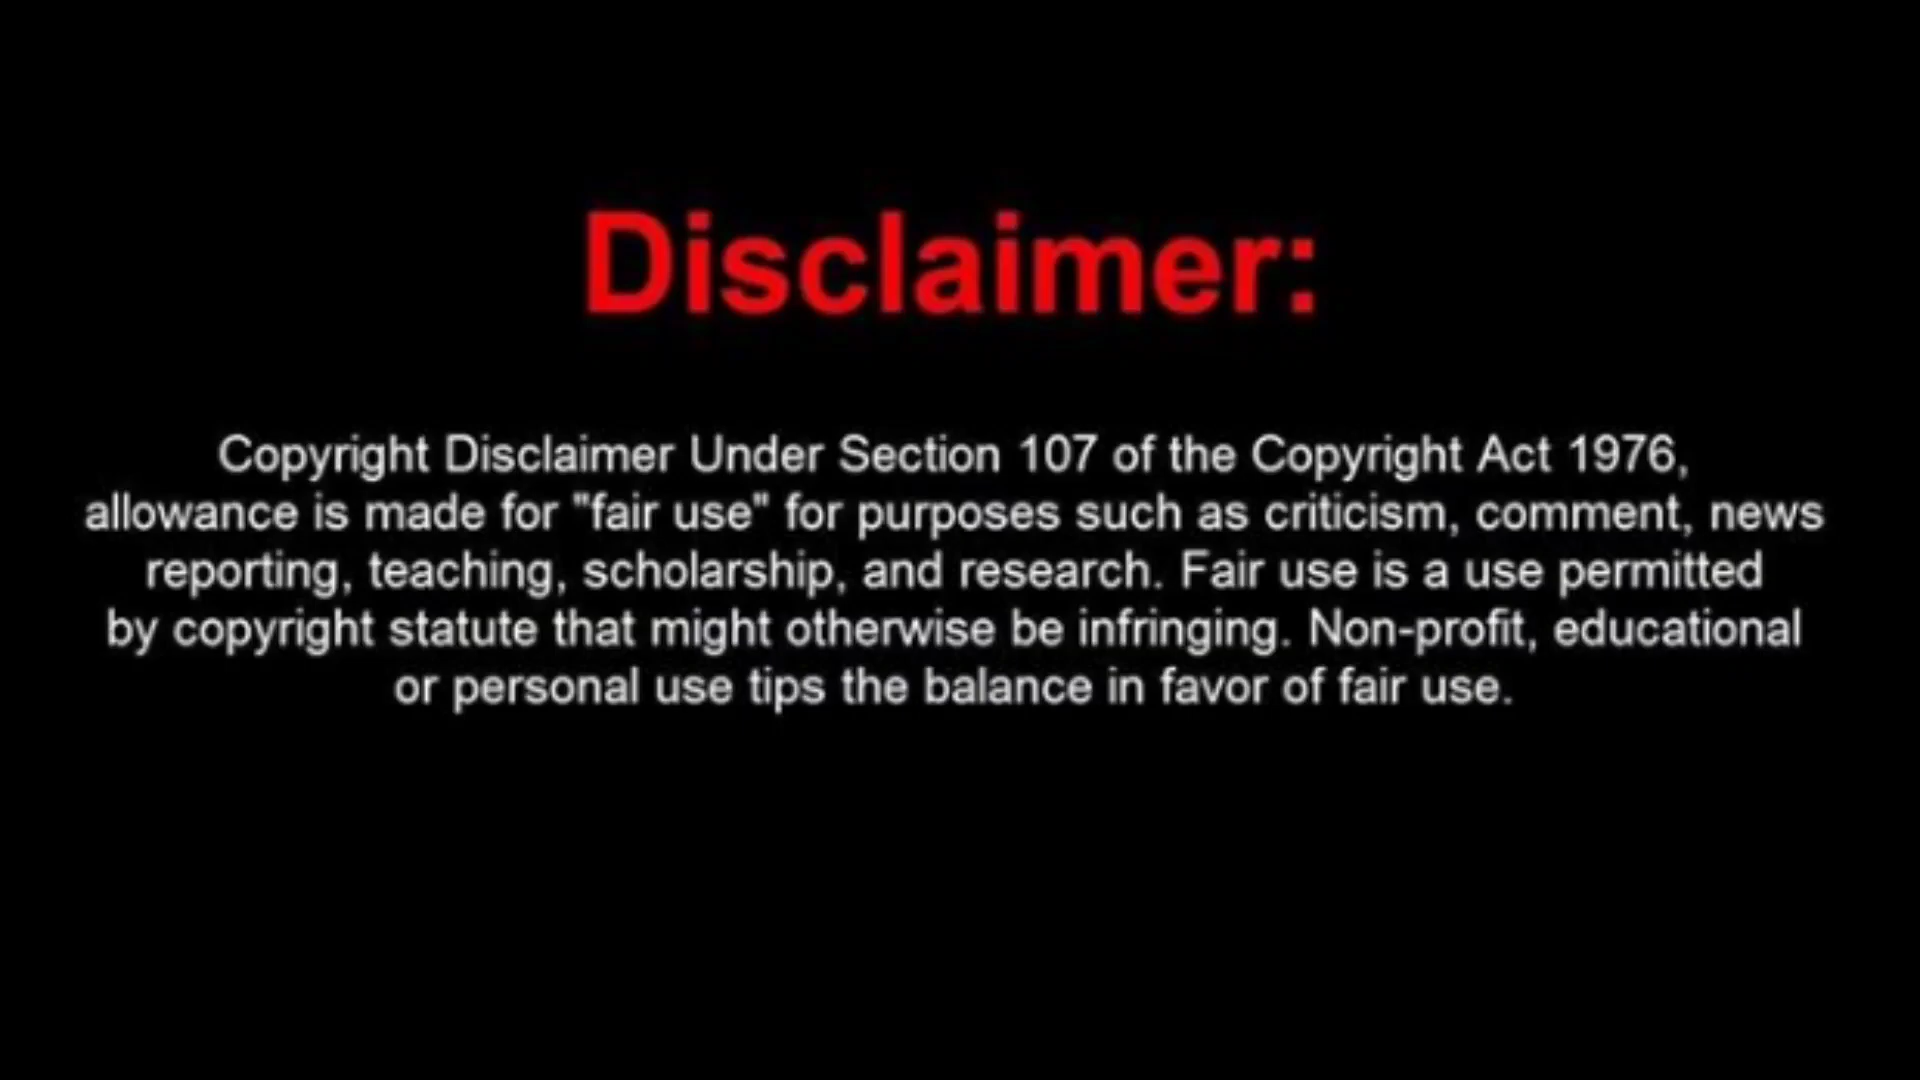 Disclaimer:
Copyright Disclaimer Under Section 107 of the Copyright Act 1976,
allowance is made for "fair use" for purposes such as criticism, comment, news
reporting, teaching, scholarship, and research. Fair use is a use permitted
by copyright statute that might otherwise be infringing. Non-profit, educational
or personal use tips the balance in favor of fair use.